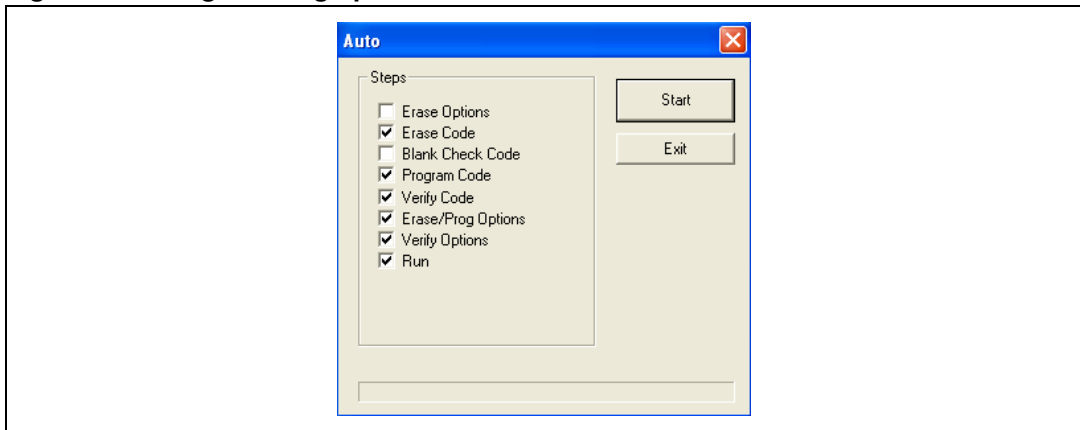 Auto
Steps
Erase Options
Erase Code
Blank Check Code
Program Code
Verify Code
Erase/Prog Options
Verify Options
Run
Start
Exit